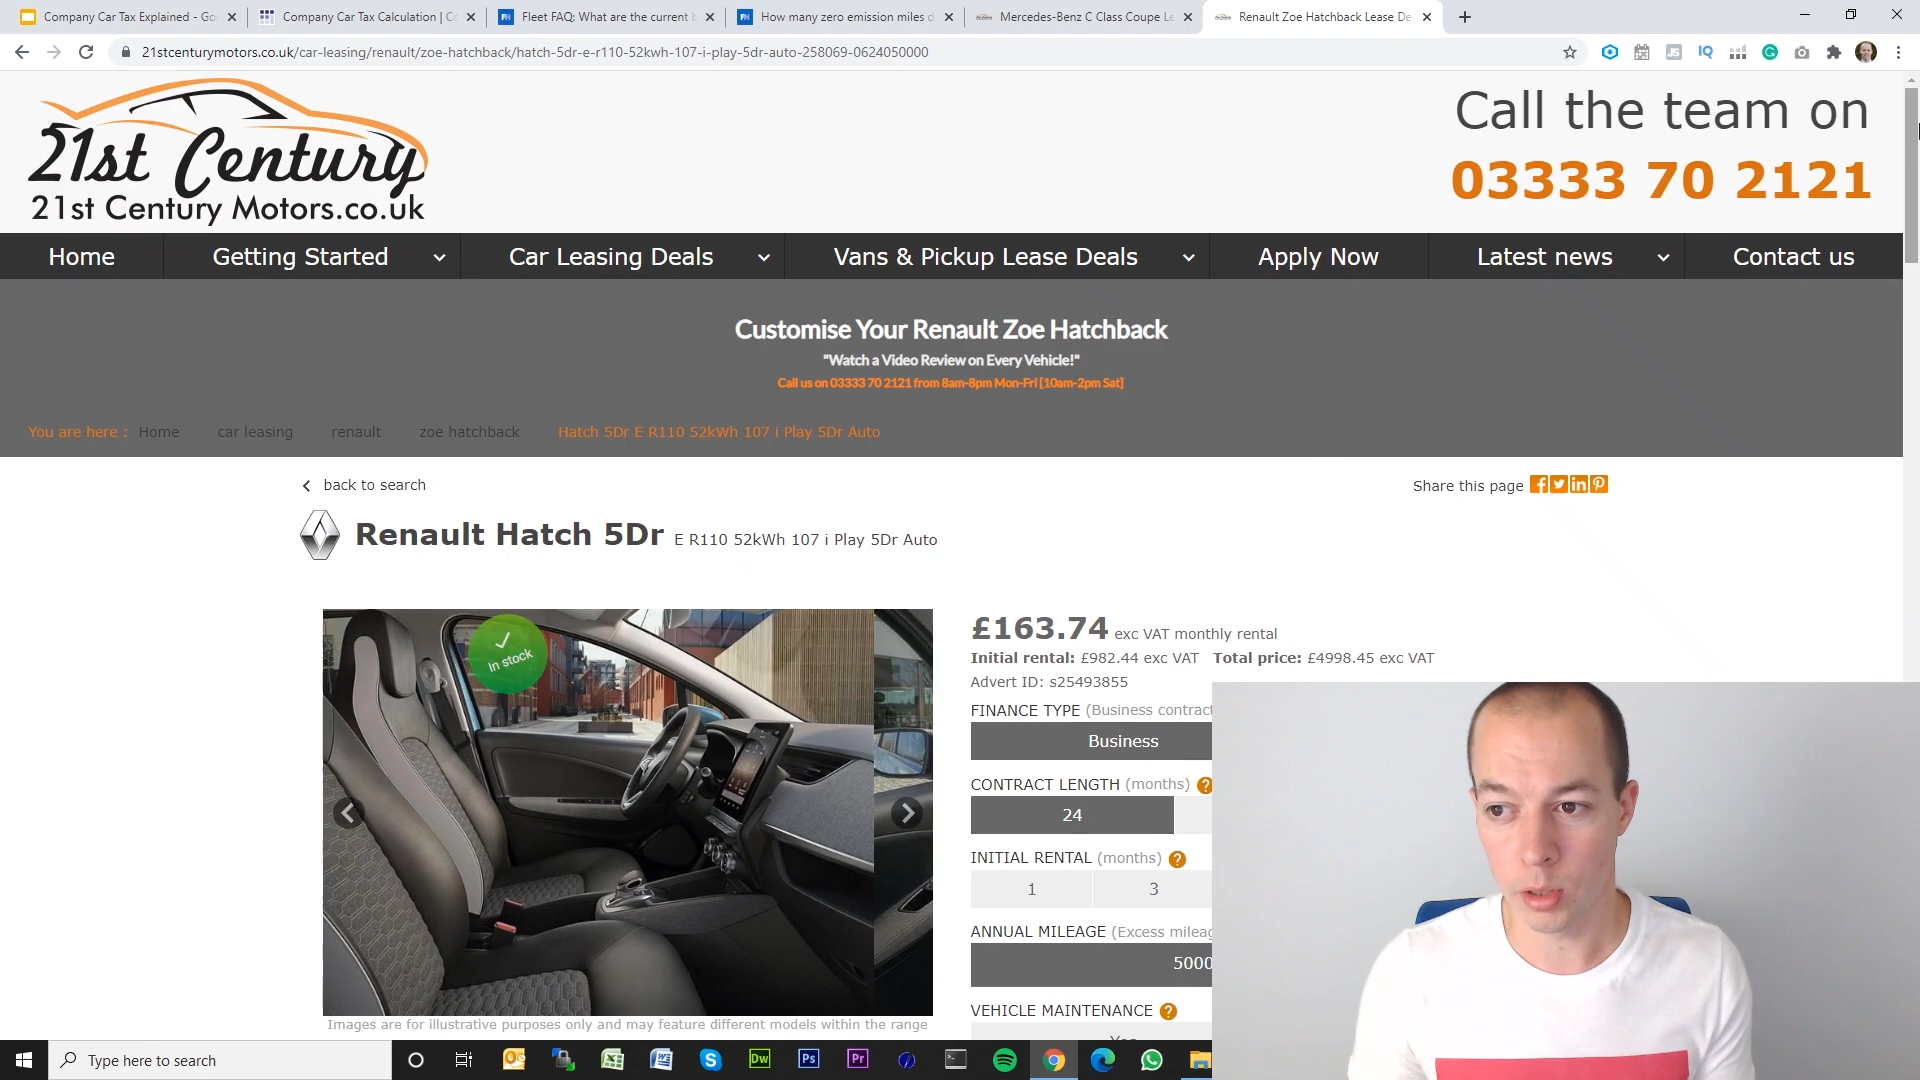 Company Car Tax Explained - Go
Company Car Tax Calculation | Co
Fleet FAQ: What are the current b
How many zero emission miles d
Mercedes-Benz C Class Coupe Le
Renault Zoe Hatchback Lease De
21stcenturymotors.co.uk/car-leasing/renault/zoe-hatchback/hatch-5dr-e-r110-52kwh-107-i-play-5dr-auto-258069-0624050000
21st Century
21st Century Motors.co.uk
Call the team on
03333 70 2121
Home
Getting Started
Car Leasing Deals
Vans & Pickup Lease Deals
Apply Now
Latest news
Contact us
Customise Your Renault Zoe Hatchback
"Watch a Video Review on Every Vehicle!"
Call us on 03333 70 2121 from 8am-8pm Mon-Fri [10am-2pm Sat]
You are here : Home car leasing renault zoe hatchback Hatch 5Dr E R110 52kWh 107 i Play 5Dr Auto
back to search
Share this page
Renault Hatch 5Dr E R110 52kWh 107 i Play 5Dr Auto
In stock
£163.74 exc VAT monthly rental
Initial rental: £982.44 exc VAT Total price: £4998.45 exc VAT
Advert ID: s25493855
FINANCE TYPE (Business contract
Business
CONTRACT LENGTH (months) ?
24
INITIAL RENTAL (months) ?
1 3
ANNUAL MILEAGE (Excess mileag
5000
VEHICLE MAINTENANCE ?
Yes
Images are for illustrative purposes only and may feature different models within the range
Type here to search